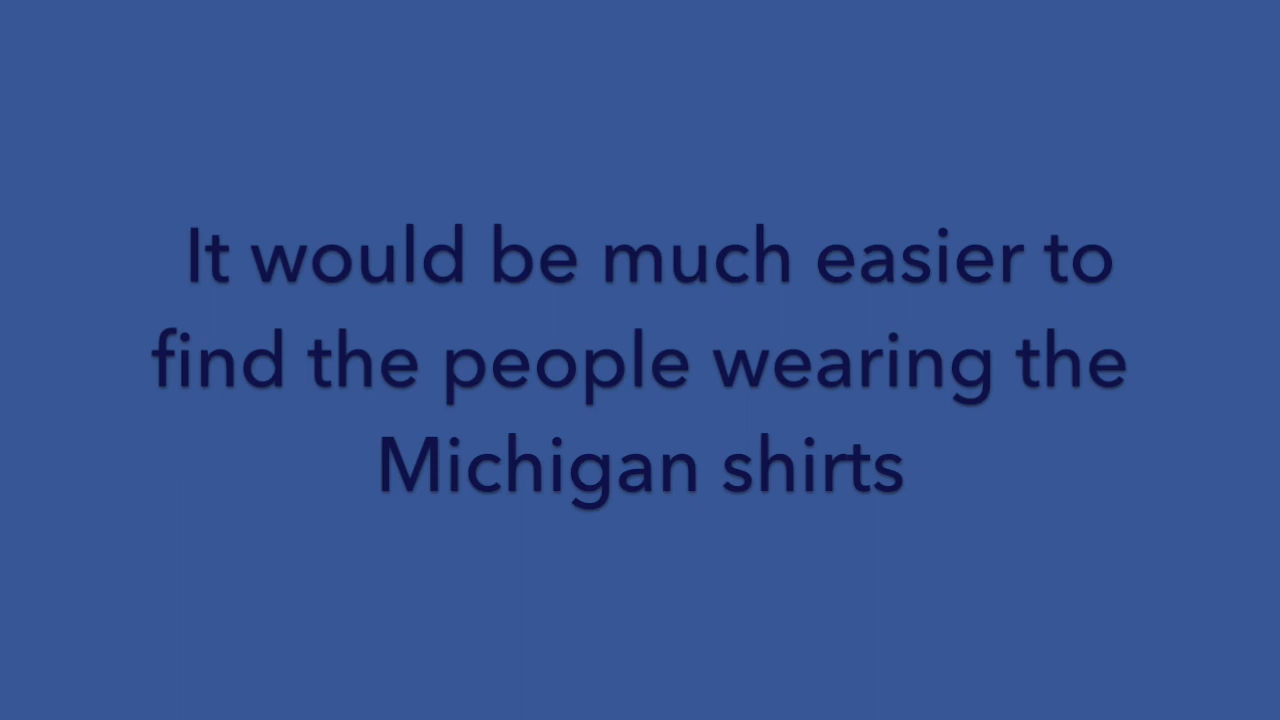 It would be much easier to
find the people wearing the
Michigan shirts